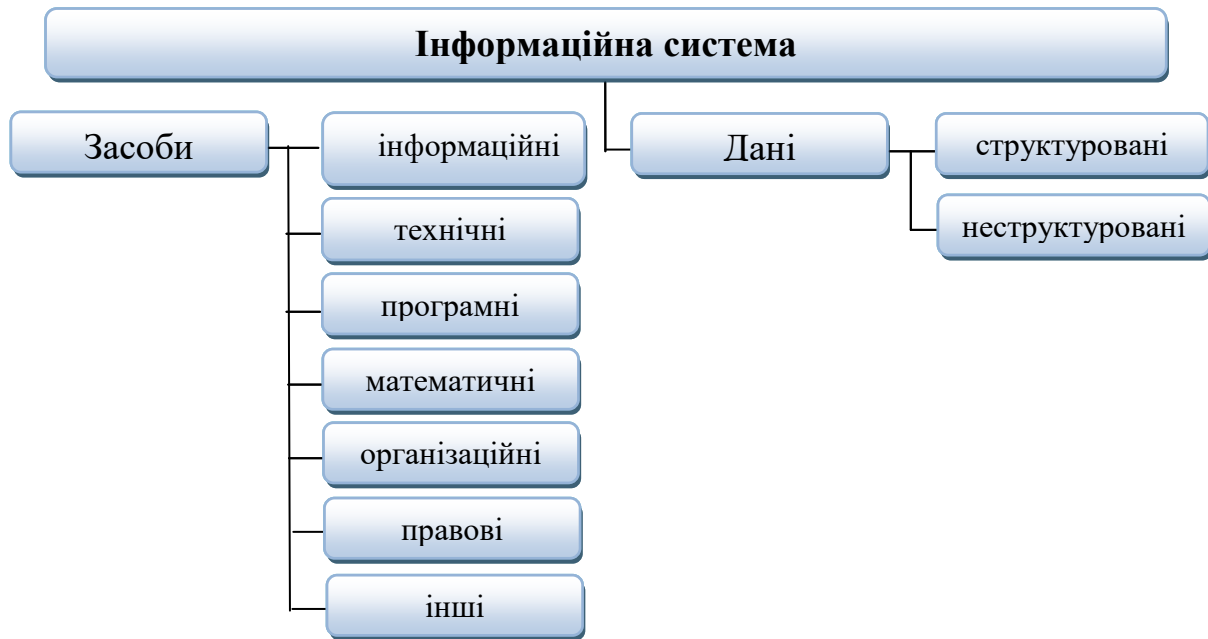 Інформаційна система
Засоби
інформаційні
технічні
програмні
математичні
організаційні
правові
інші
Дані
структуровані
неструктуровані